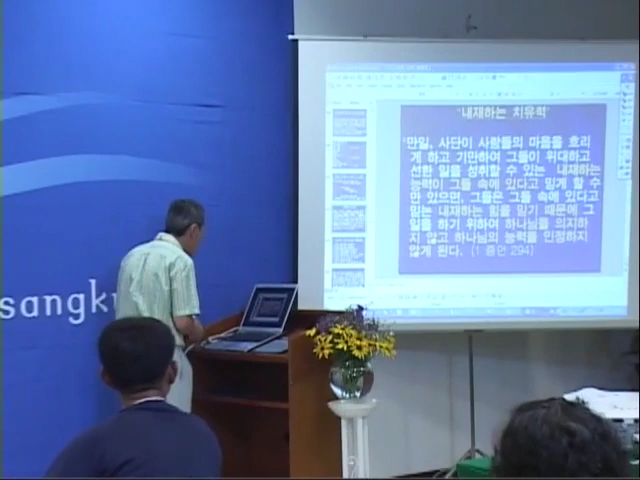 "내재하는 치유력"
"만일, 사단이 사람들의 마음을 흐리
게 하고 기만하여 그들이 위대하고
선한 일을 성취할 수 있는 내재하는
능력이 그들 속에 있다고 믿게 할 수
만 있으면, 그들은 그들 속에 있다고
믿는 내재하는 힘을 믿기 때문에 그
일을 하기 위하여 하나님을 의지하
지 않고 하나님의 능력을 인정하지
않게 된다. (1 증언 294)
sangku